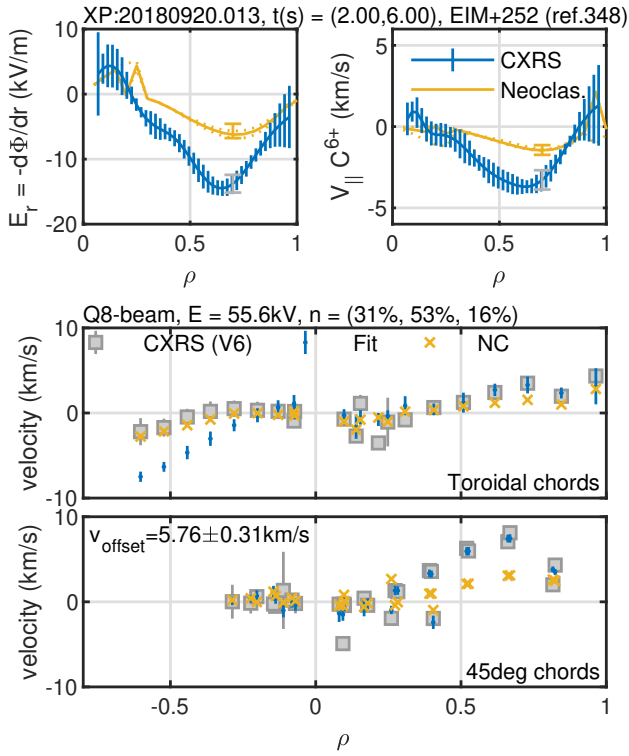 XP:20180920.013, t(s) = (2.00,6.00), EIM+252 (ref.348)
E_r = -dΦ/dr (kV/m)
10
0
-10
-20
0
0.5
1
ρ
V_|| C^6+ (km/s)
5
0
-5
0
0.5
1
ρ
CXRS
Neoclas.
Q8-beam, E = 55.6kV, n = (31%, 53%, 16%)
CXRS (V6)
Fit
NC
velocity (km/s)
10
0
-10
Toroidal chords
v_offset=5.76±0.31km/s
velocity (km/s)
10
0
-10
45deg chords
-0.5
0
0.5
1
ρ